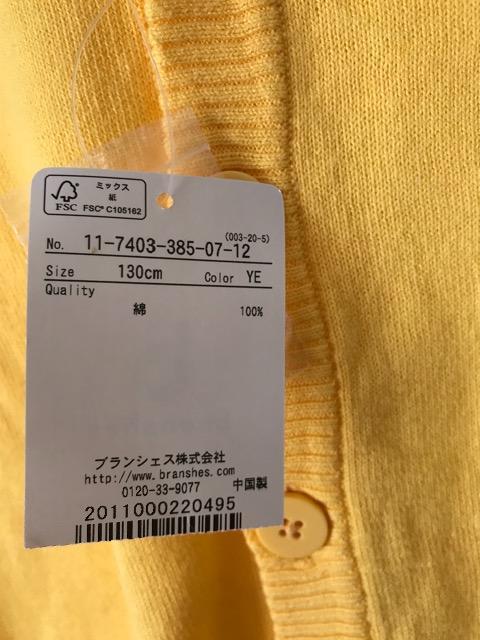 ミックス
紙
FSC
FSC® C105162
(003-20-5)
No. 11-7403-385-07-12
Size 130cm Color YE
Quality
綿 100%
ブランシェス株式会社
http://www.branshes.com
0120-33-9077 中国製
2011000220495